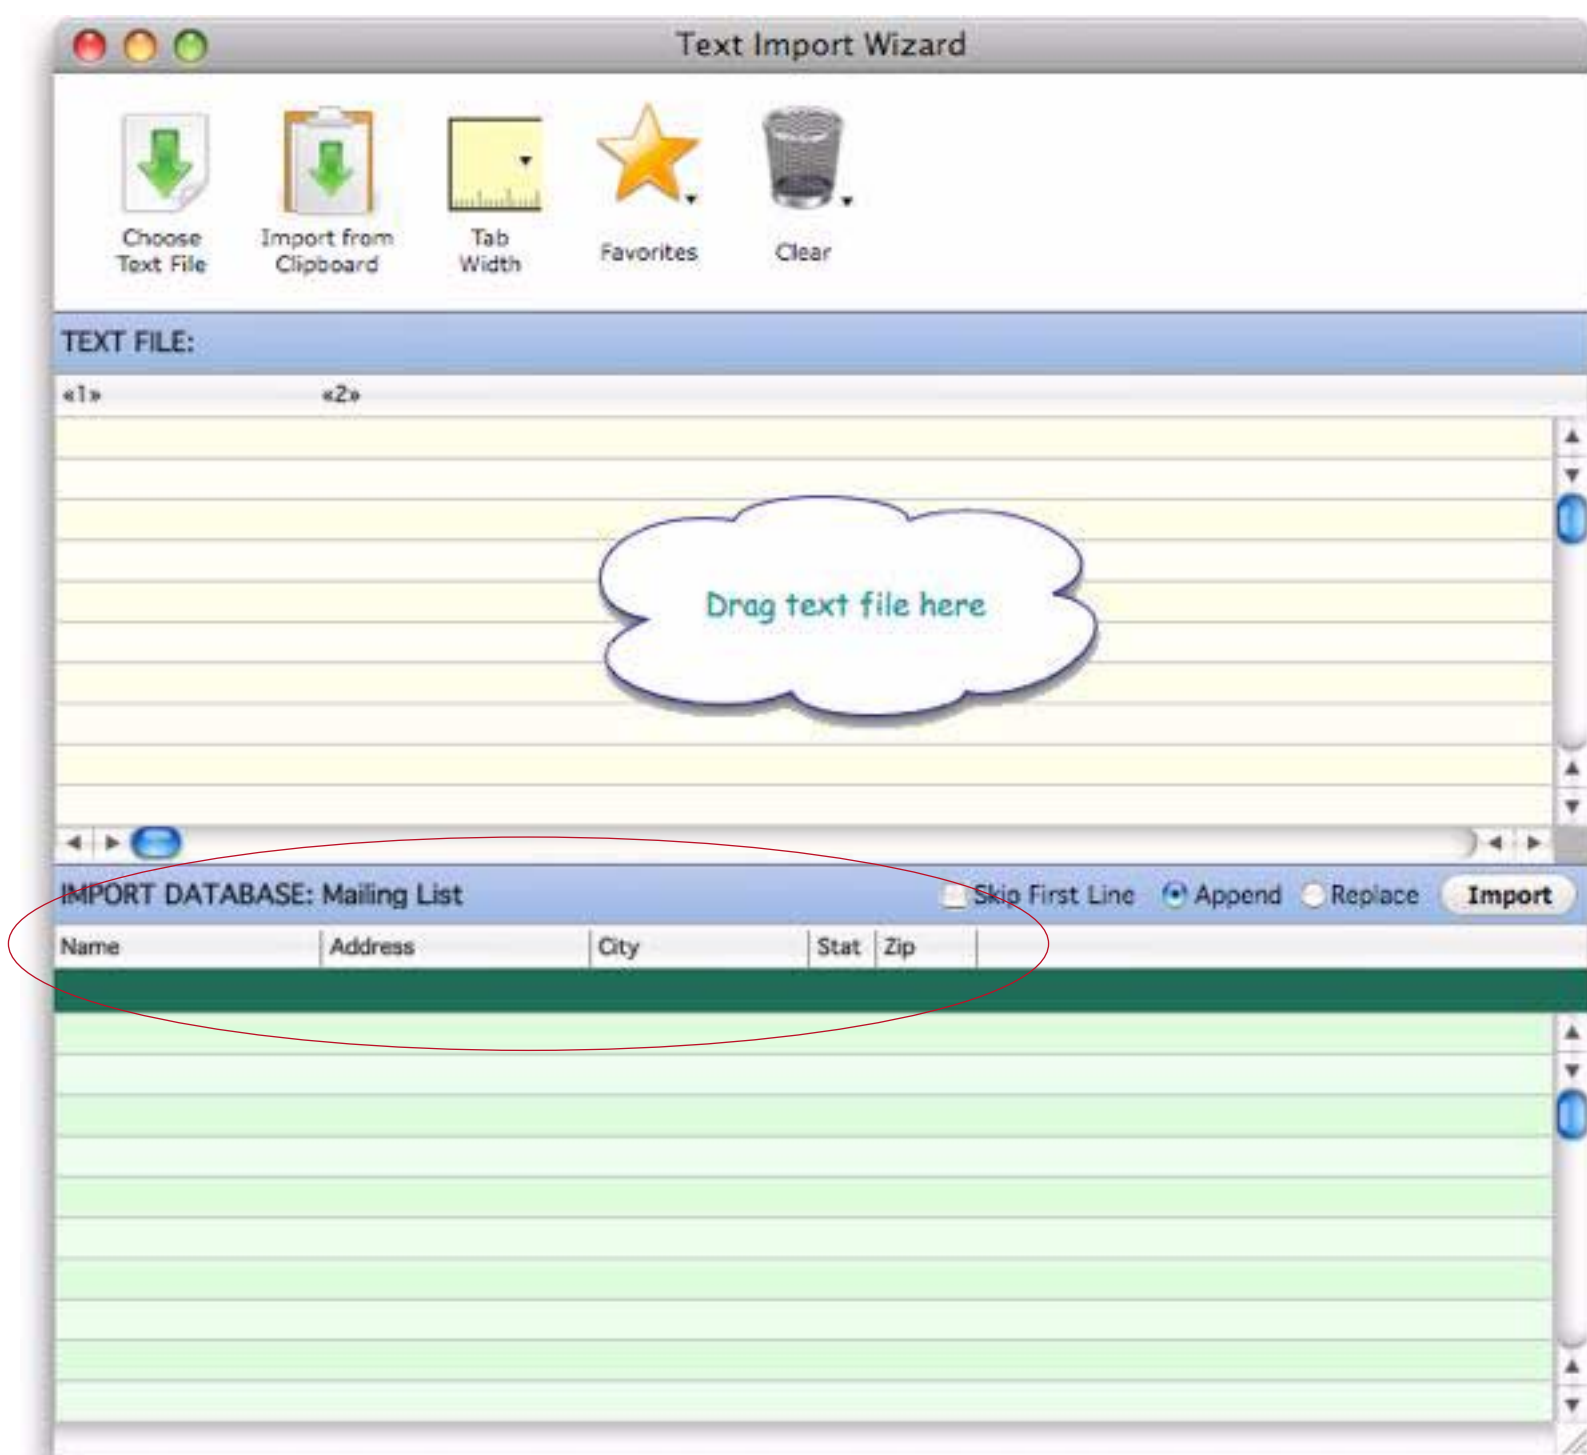 Text Import Wizard
Choose Text File
Import from Clipboard
Tab Width
Favorites
Clear
TEXT FILE:
«1» «2»
Drag text file here
IMPORT DATABASE: Mailing List Skip First Line Append Replace Import
Name Address City Stat Zip